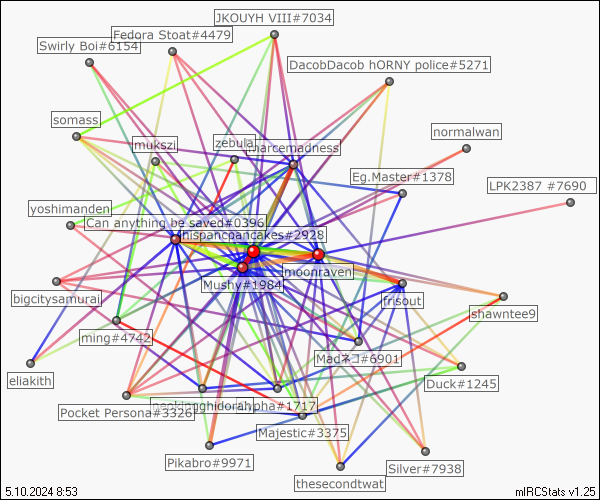 JKOUYH VIII#7034
Fedora Stoat#4479
Swirly Boi#6154
DacobDacob hORNY police#5271
somass
normalwan
mukszi
zebula
marcemadness
Eg.Master#1378
LPK2387 #7690
yoshimanden
Can anything be saved#0396
hispancpancakes#2928
moonraven
Mushy#1984
bigcitysamurai
frisout
shawntee9
ming#4742
Madネコ#6901
eliakith
Duck#1245
Pocket Persona#3326
Majestic#3375
Pikabro#9971
Silver#7938
thesecondtwat
5.10.2024 8:53
mIRCStats v1.25